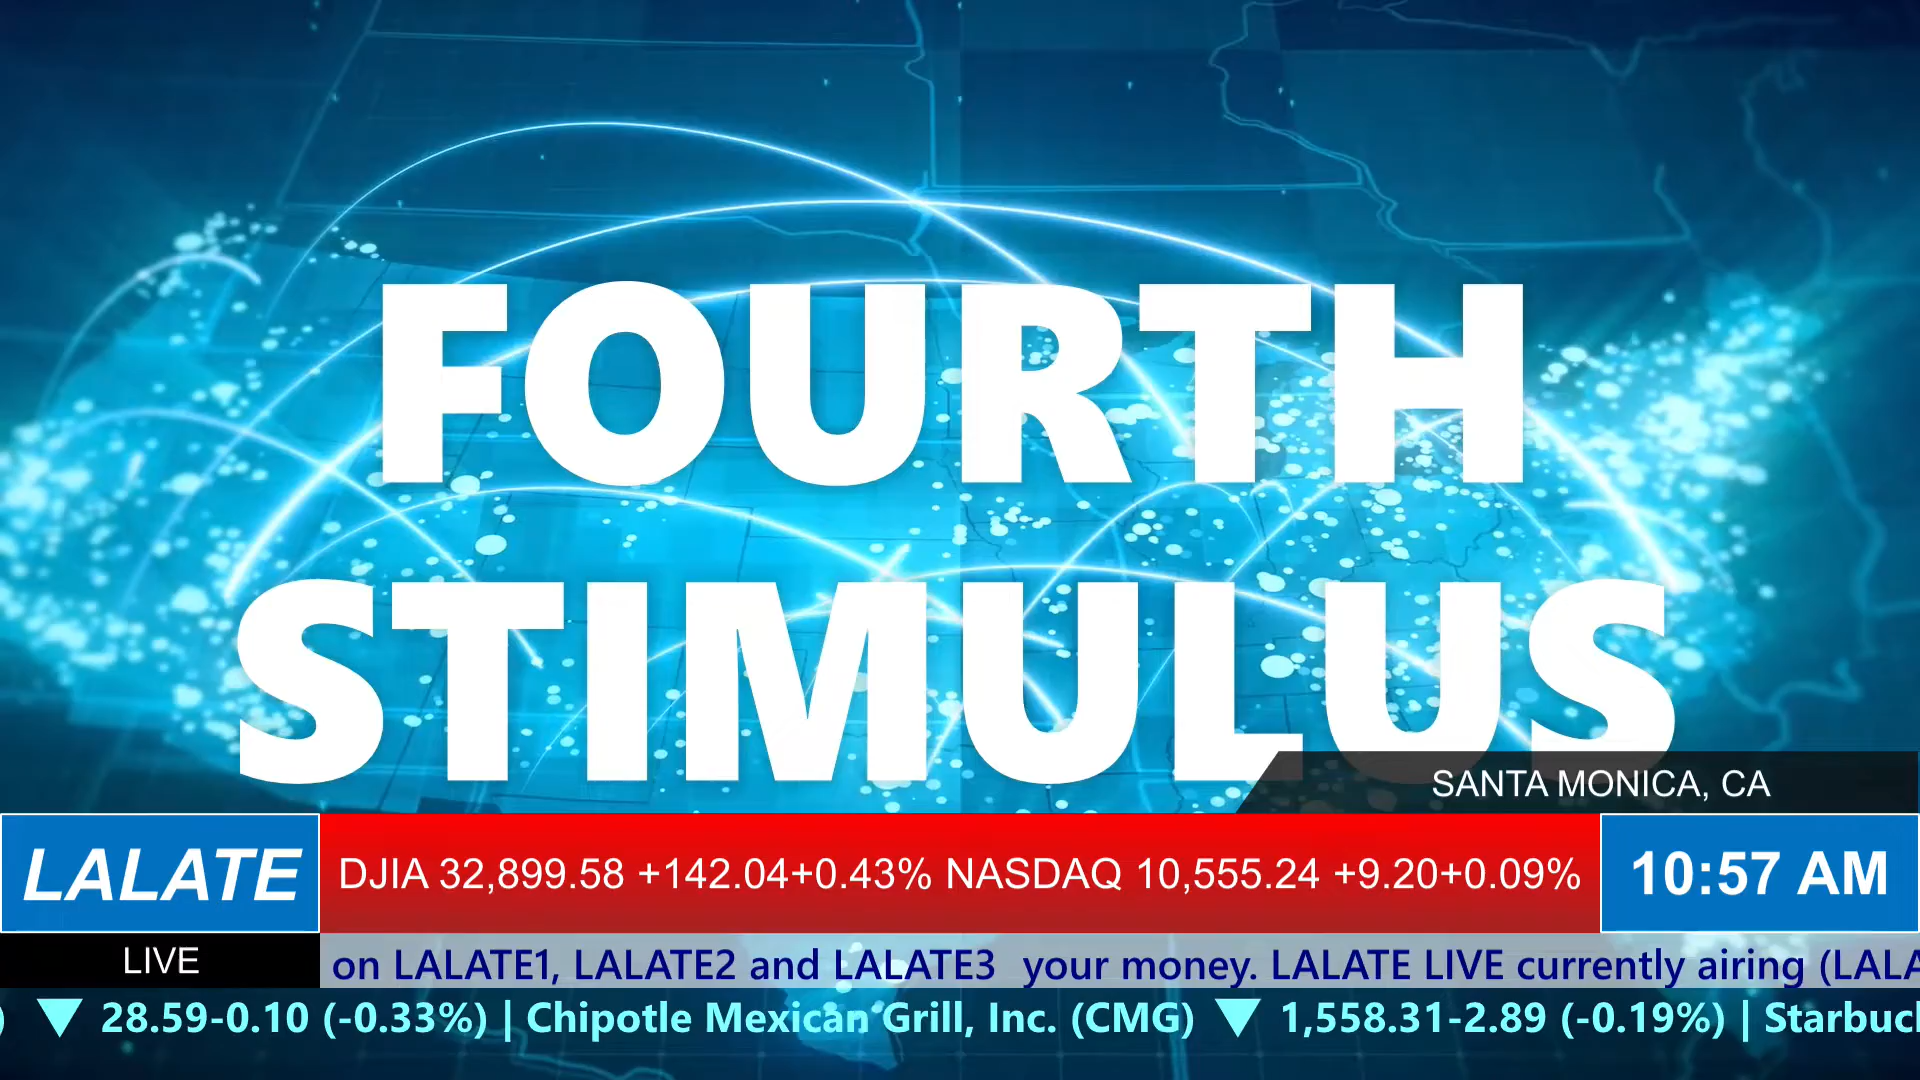 FOURTH
STIMULUS
SANTA MONICA, CA
LALATE DJIA 32,899.58 +142.04+0.43% NASDAQ 10,555.24 +9.20+0.09% 10:57 AM
LIVE on LALATE1, LALATE2 and LALATE3 your money. LALATE LIVE currently airing (LALA
) ▼ 28.59-0.10 (-0.33%) | Chipotle Mexican Grill, Inc. (CMG) ▼ 1,558.31-2.89 (-0.19%) | Starbuc